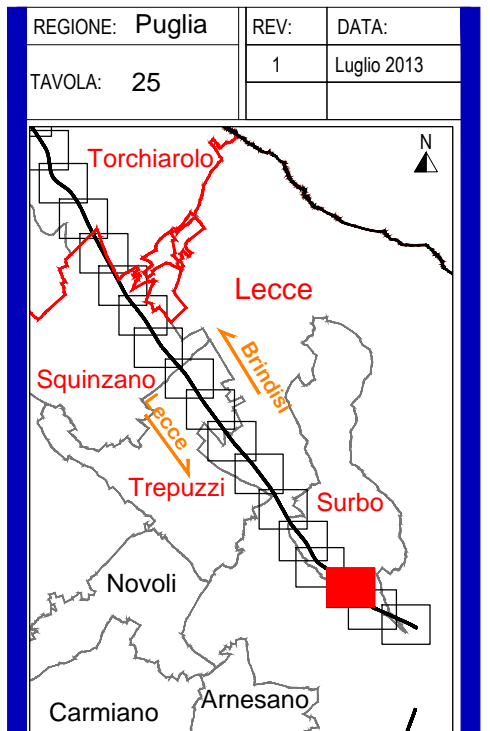 REGIONE: Puglia REV: DATA:
1 Luglio 2013
TAVOLA: 25
N
Torchiarolo
Lecce
Brindisi
Squinzano
Lecce
Trepuzzi
Surbo
Novoli
Arnesano
Carmiano